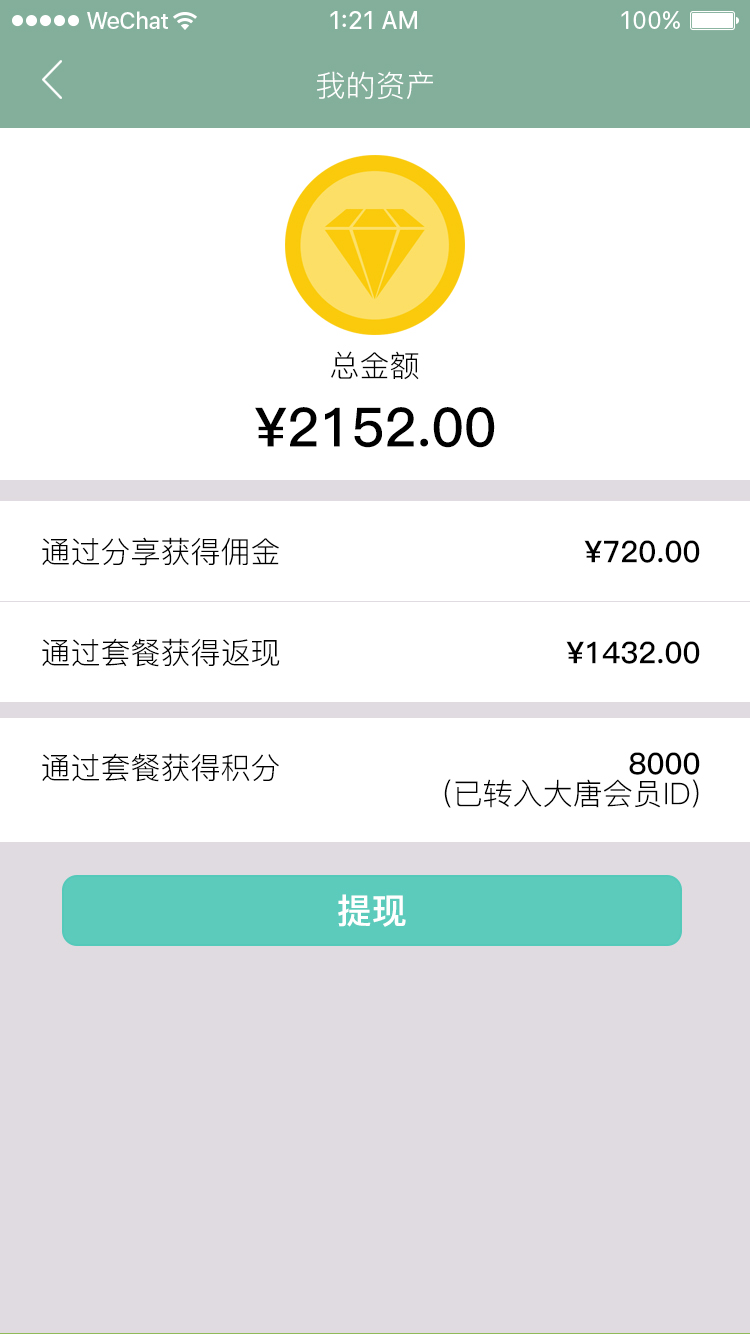 WeChat 1:21 AM 100%
我的资产
总金额
¥2152.00
通过分享获得佣金 ¥720.00
通过套餐获得返现 ¥1432.00
通过套餐获得积分 8000
(已转入大唐会员ID)
提现